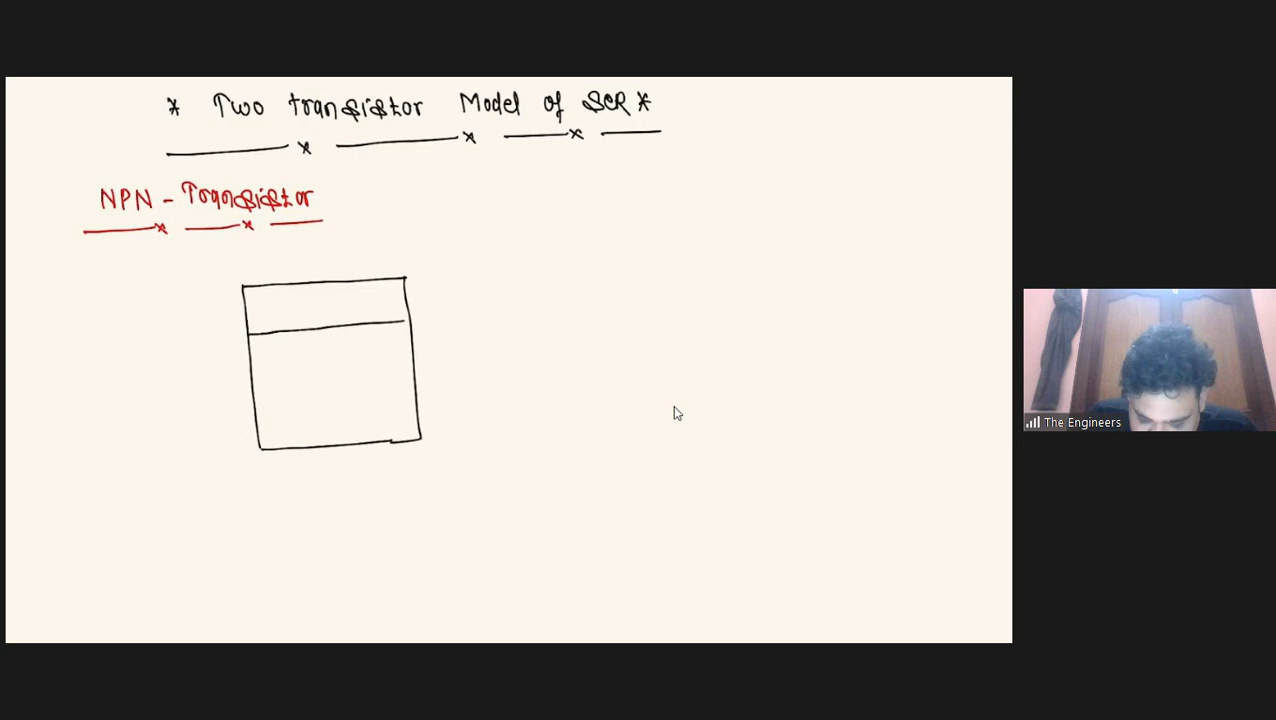 * Two transistor Model of SCR *
NPN - Transistor
The Engineers